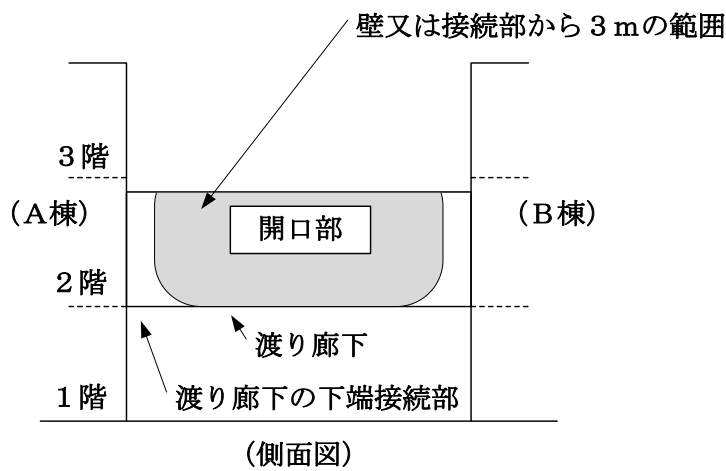 壁又は接続部から３ｍの範囲
３階
（Ａ棟）
（Ｂ棟）
開口部
２階
渡り廊下
１階
渡り廊下の下端接続部
（側面図）